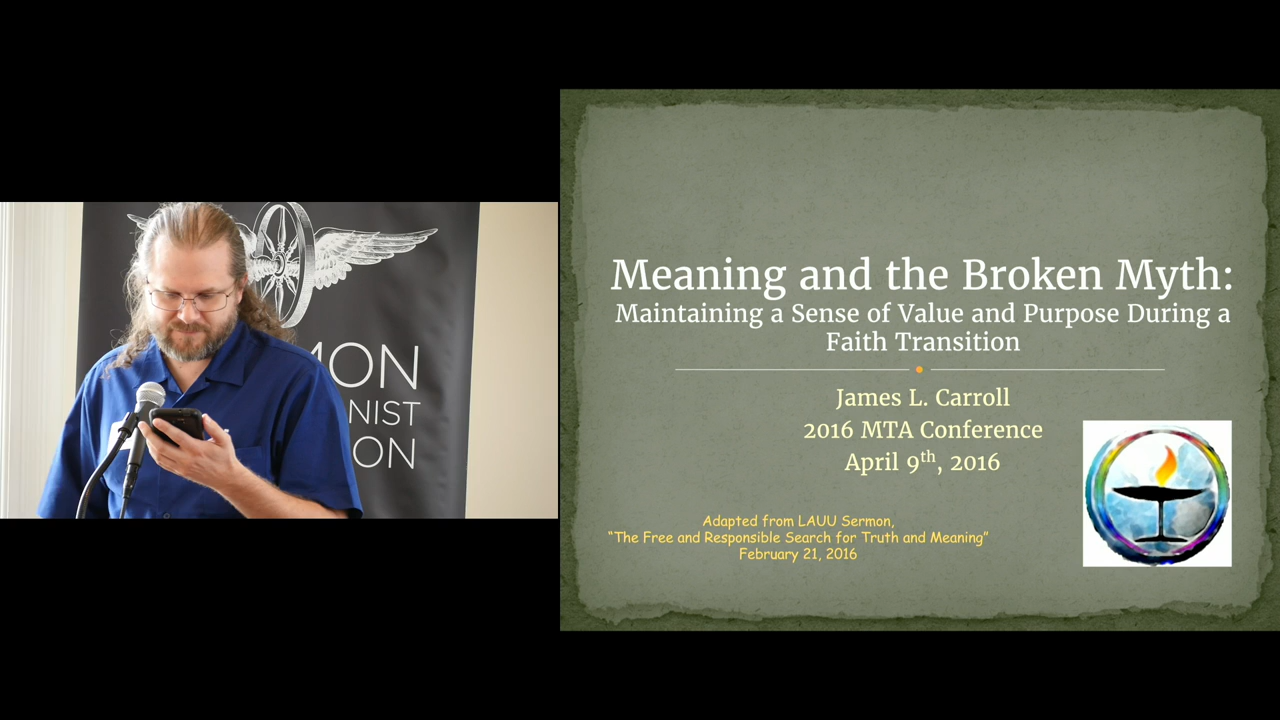 MON
NIST
ON
Meaning and the Broken Myth:
Maintaining a Sense of Value and Purpose During a
Faith Transition
James L. Carroll
2016 MTA Conference
April 9th, 2016
Adapted from LAUU Sermon,
“The Free and Responsible Search for Truth and Meaning”
February 21, 2016